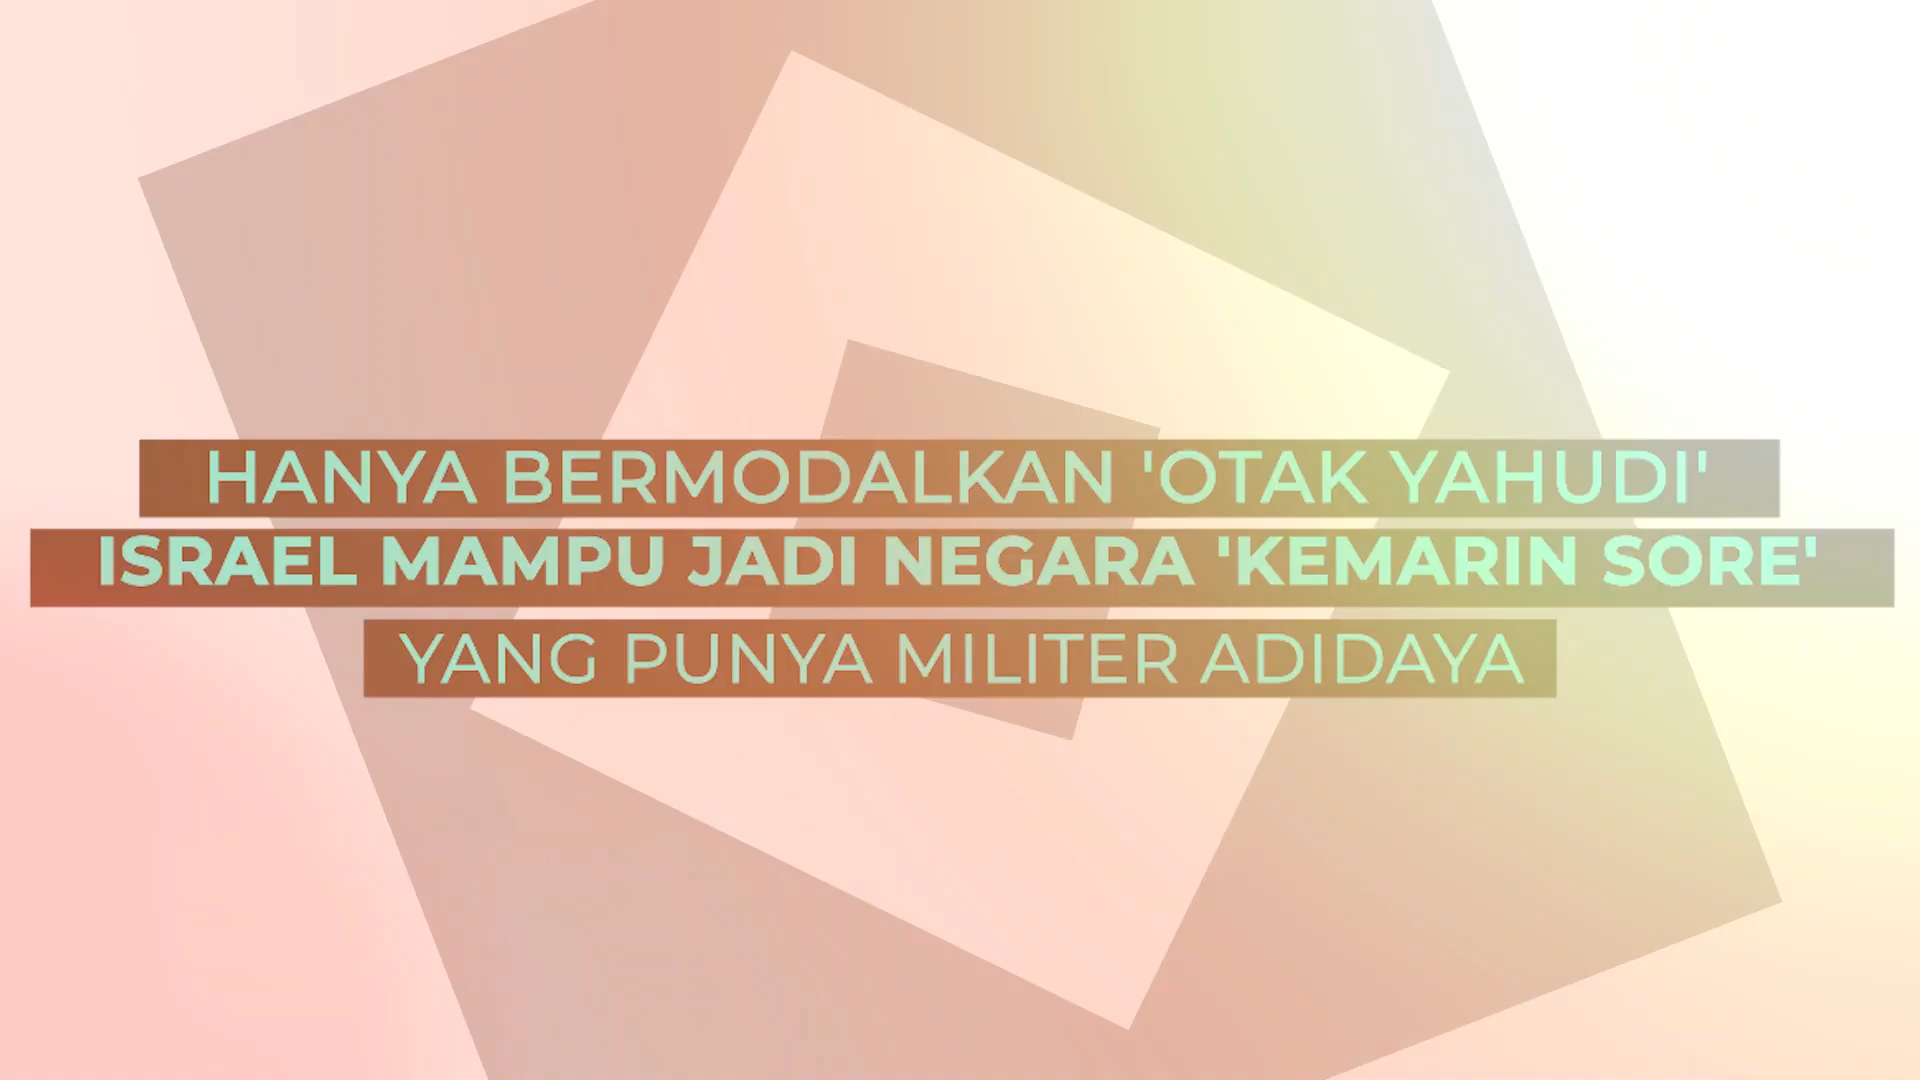 HANYA BERMODALKAN 'OTAK YAHUDI'
ISRAEL MAMPU JADI NEGARA 'KEMARIN SORE'
YANG PUNYA MILITER ADIDAYA